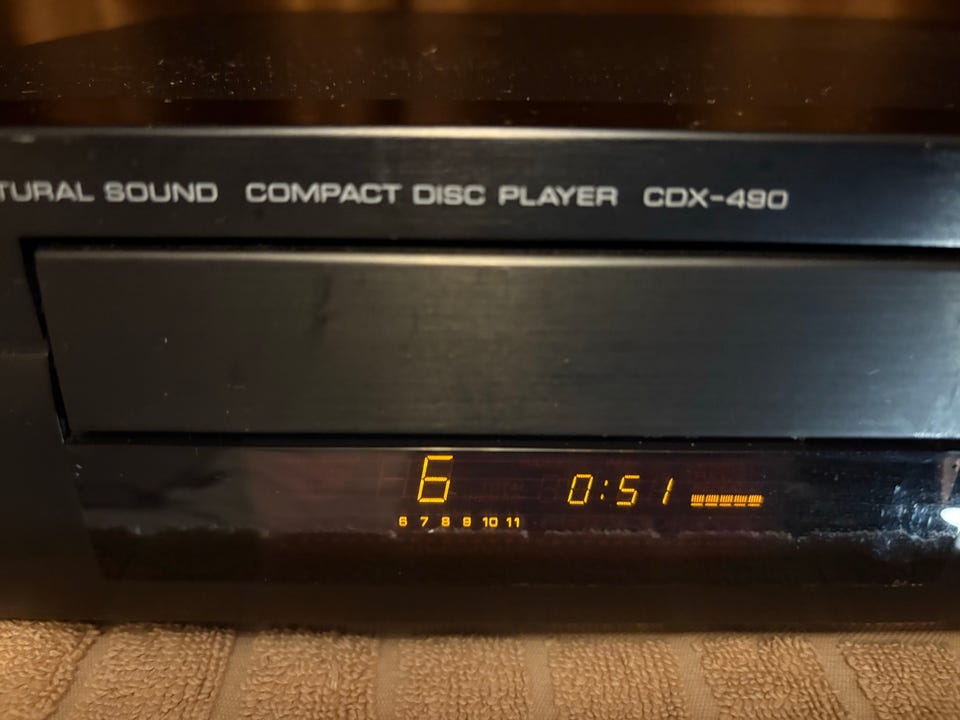 TURAL SOUND COMPACT DISC PLAYER CDX-490
6 0:51
6 7 8 9 10 11